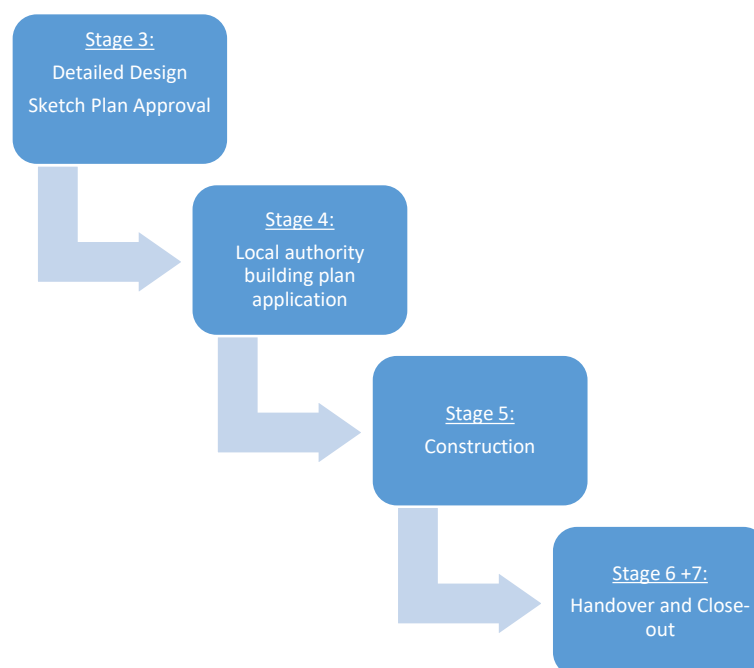 Stage 3:
Detailed Design
Sketch Plan Approval
Stage 4:
Local authority
building plan
application
Stage 5:
Construction
Stage 6 +7:
Handover and Close-
out